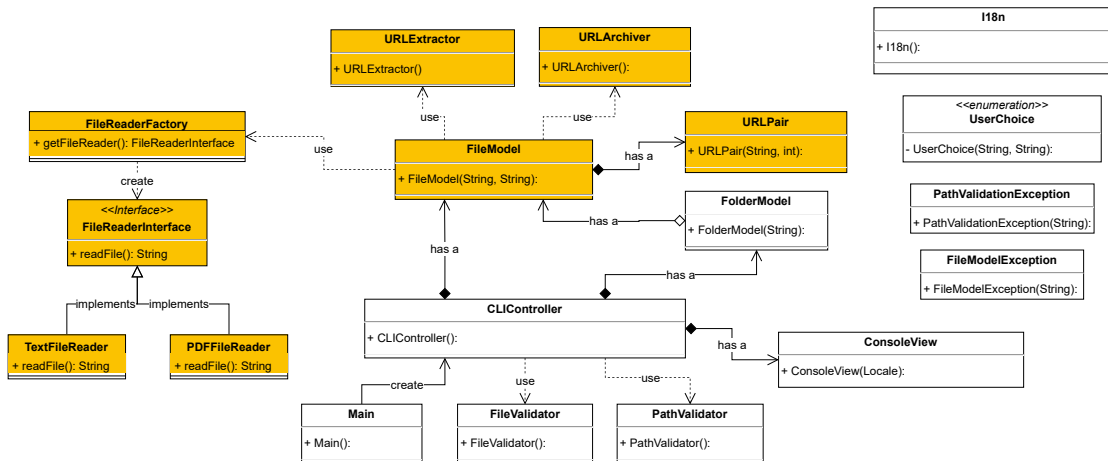 I18n
+ I18n():
URLExtractor
+ URLExtractor()
URLArchiver
+ URLArchiver():
<<enumeration>>
UserChoice
- UserChoice(String, String):
FileReaderFactory
+ getFileReader(): FileReaderInterface
use
use
use
FileModel
+ FileModel(String, String):
has a
URLPair
+ URLPair(String, int):
create
<<Interface>>
FileReaderInterface
+ readFile(): String
has a
FolderModel
+ FolderModel(String):
PathValidationException
+ PathValidationException(String):
has a
has a
FileModelException
+ FileModelException(String):
implements
implements
TextFileReader
+ readFile(): String
PDFFileReader
+ readFile(): String
CLIController
+ CLIController():
has a
ConsoleView
+ ConsoleView(Locale):
create
use
use
Main
+ Main():
FileValidator
+ FileValidator():
PathValidator
+ PathValidator():